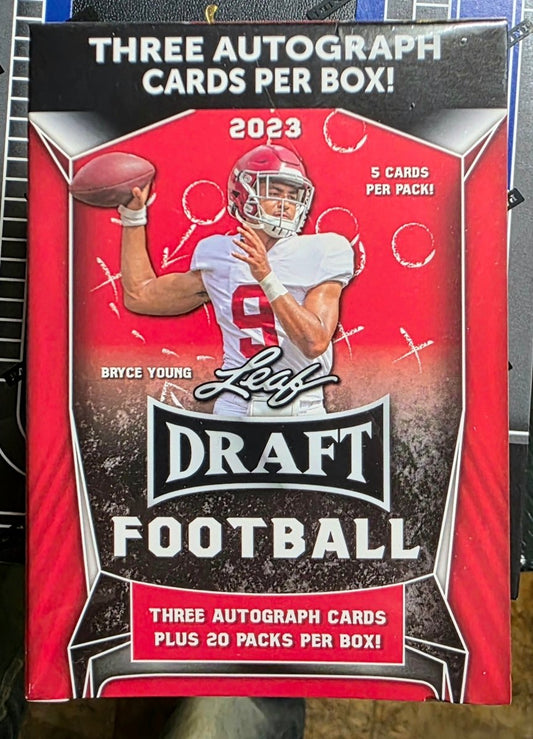 THREE AUTOGRAPH
CARDS PER BOX!
2023
5 CARDS
PER PACK!
9
BRYCE YOUNG
Leaf
DRAFT
FOOTBALL
THREE AUTOGRAPH CARDS
PLUS 20 PACKS PER BOX!